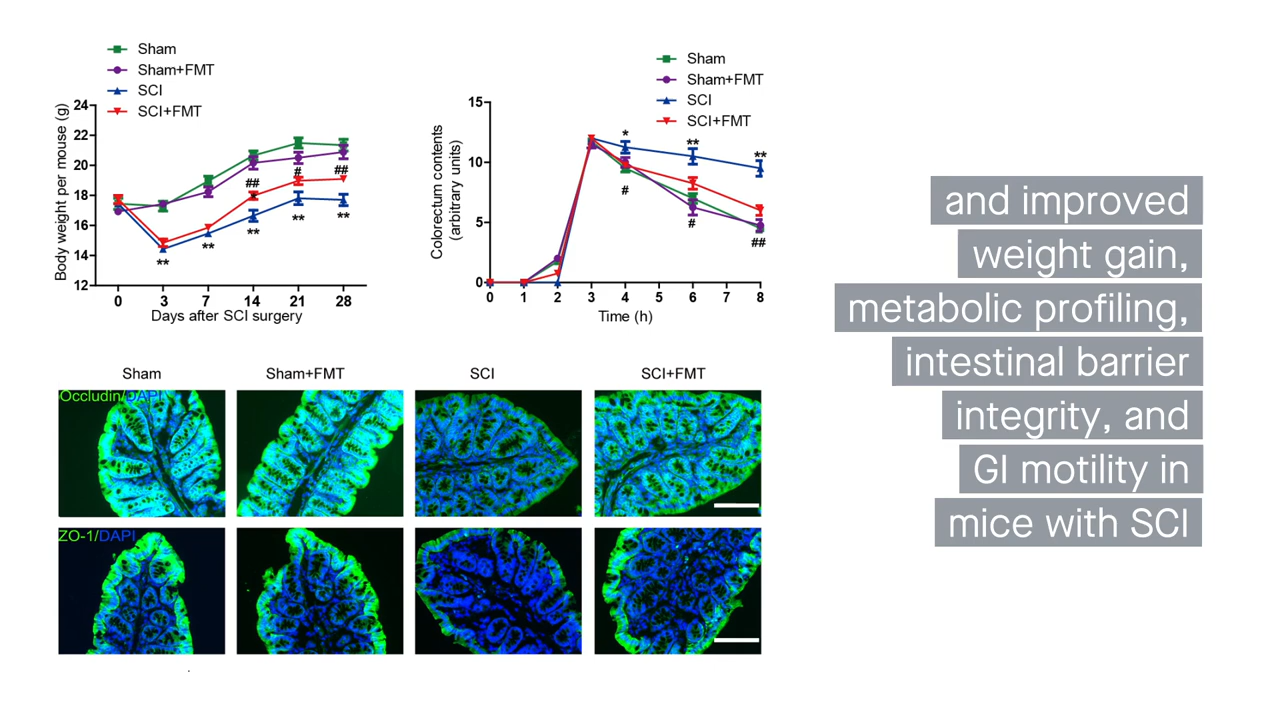 Sham
Sham+FMT
SCI
SCI+FMT
24
22
20
18
16
14
12
Body weight per mouse (g)
## # ##
** ** ** ** **
0 3 7 14 21 28
Days after SCI surgery
Sham
Sham+FMT
SCI
SCI+FMT
15
10
5
0
Colorectum contents
(arbitrary units)
* ** **
# # ##
0 1 2 3 4 5 6 7 8
Time (h)
Sham Sham+FMT SCI SCI+FMT
Occludin/DAPI
ZO-1/DAPI
and improved
weight gain,
metabolic profiling,
intestinal barrier
integrity, and
GI motility in
mice with SCI